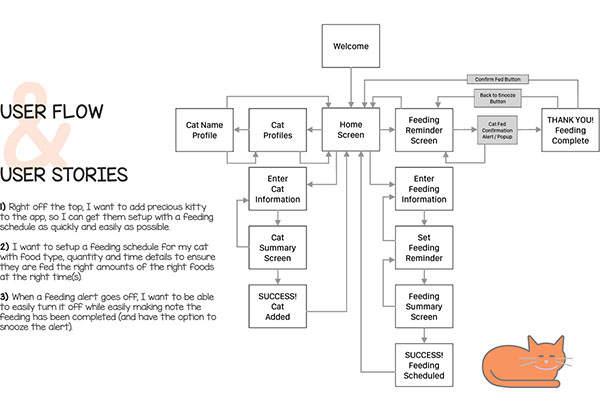 USER FLOW
&
USER STORIES
1) Right off the top, I want to add precious kitty
to the app, so I can get them setup with a feeding
schedule as quickly and easily as possible.
2) I want to setup a feeding schedule for my cat
with food type, quantity and time details to ensure
they are fed the right amounts of the right foods
at the right time(s).
3) When a feeding alert goes off, I want to be able
to easily turn it off while easily making note the
feeding has been completed (and have the option to
snooze the alert).
Welcome
Confirm Fed Button
Back to Snooze
Button
Cat Name
Profile
Cat
Profiles
Home
Screen
Feeding
Reminder
Screen
Cat Fed
Confirmation
Alert / Popup
THANK YOU!
Feeding
Complete
Enter
Cat
Information
Enter
Feeding
Information
Cat
Summary
Screen
Set
Feeding
Reminder
SUCCESS!
Cat
Added
Feeding
Summary
Screen
SUCCESS!
Feeding
Scheduled